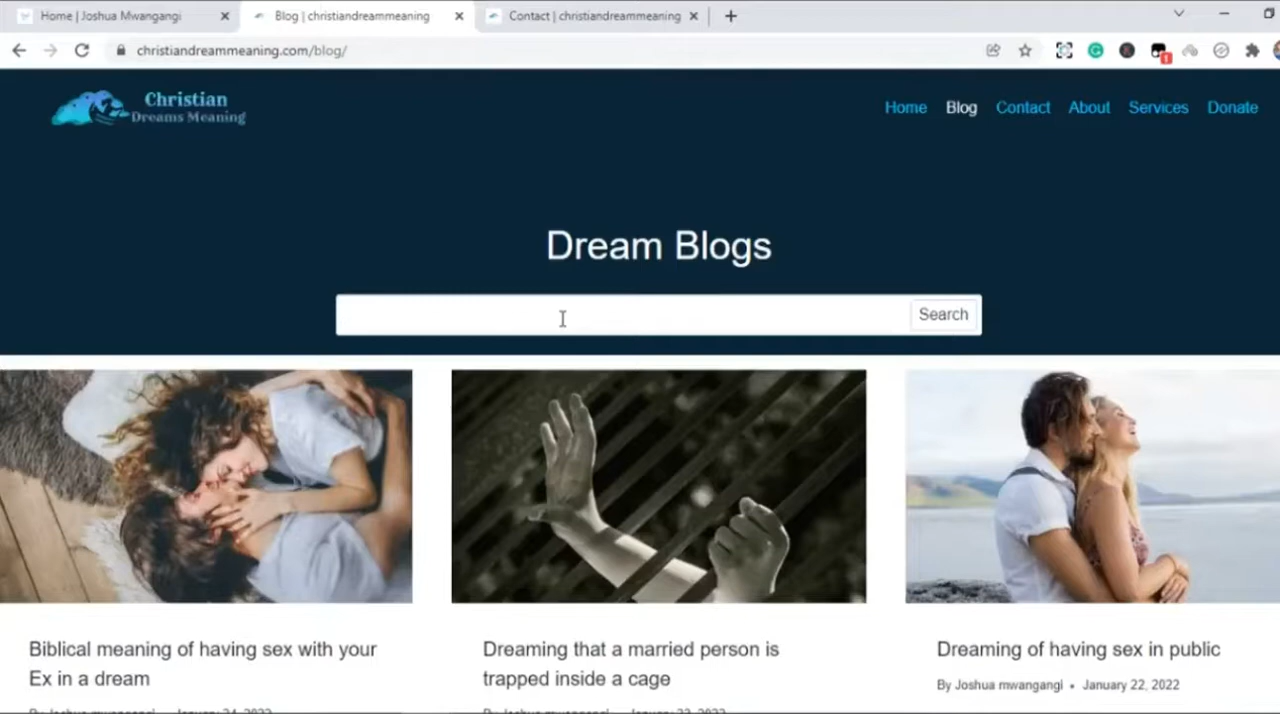 Home | Joshua Mwangangi
Blog | christiandreammeaning
Contact | christiandreammeaning
christiandreammeaning.com/blog/
1
Christian
Dreams Meaning
Home Blog Contact About Services Donate
Dream Blogs
Search
Biblical meaning of having sex with your
Ex in a dream
Dreaming that a married person is
trapped inside a cage
Dreaming of having sex in public
By Joshua mwangangi • January 22, 2022